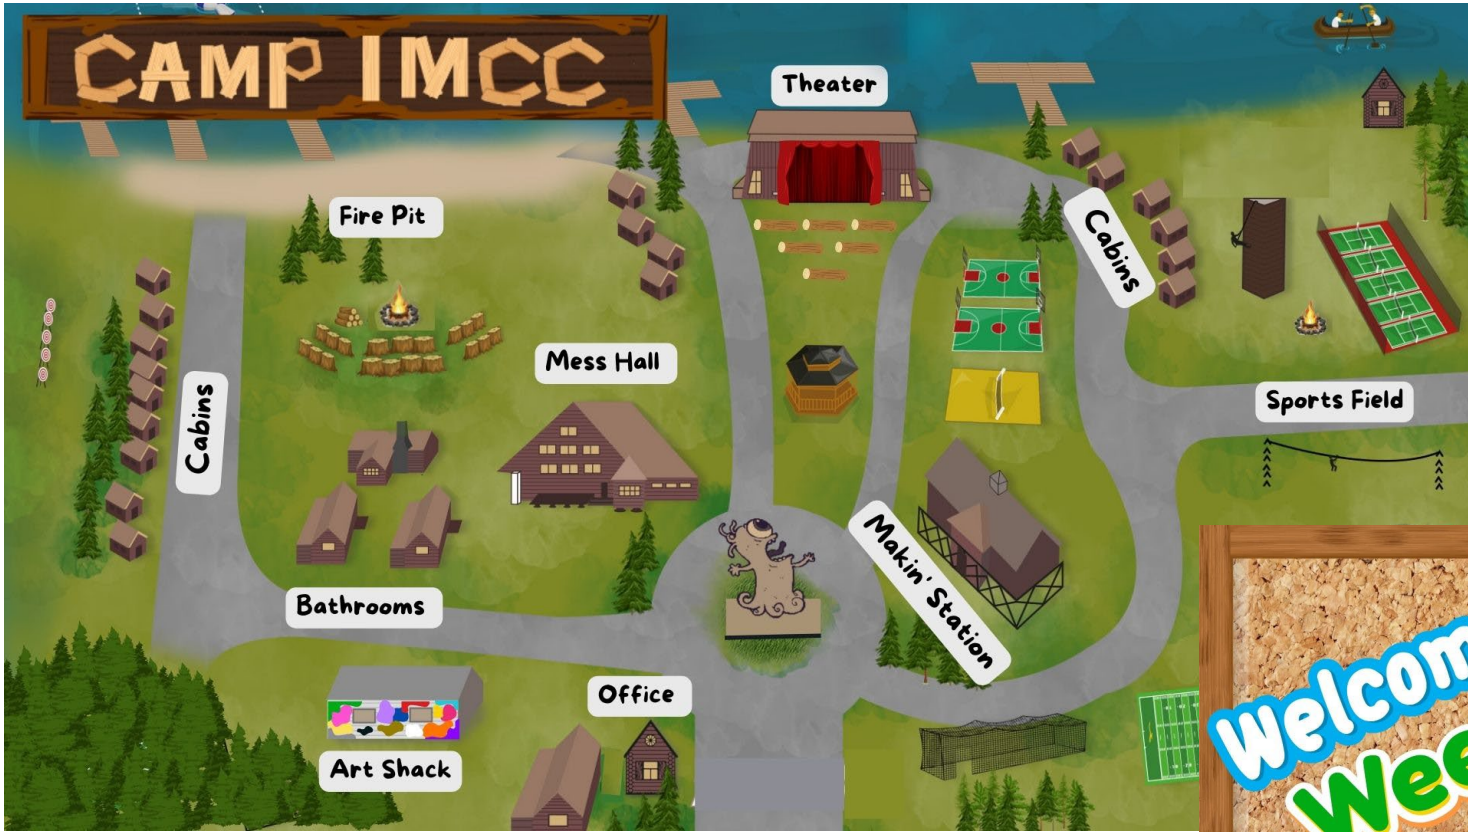 CAMP IMCC
Theater
Fire Pit
Cabins
Mess Hall
Sports Field
Cabins
Makin' Station
Bathrooms
Office
Art Shack
Welcom
Wee